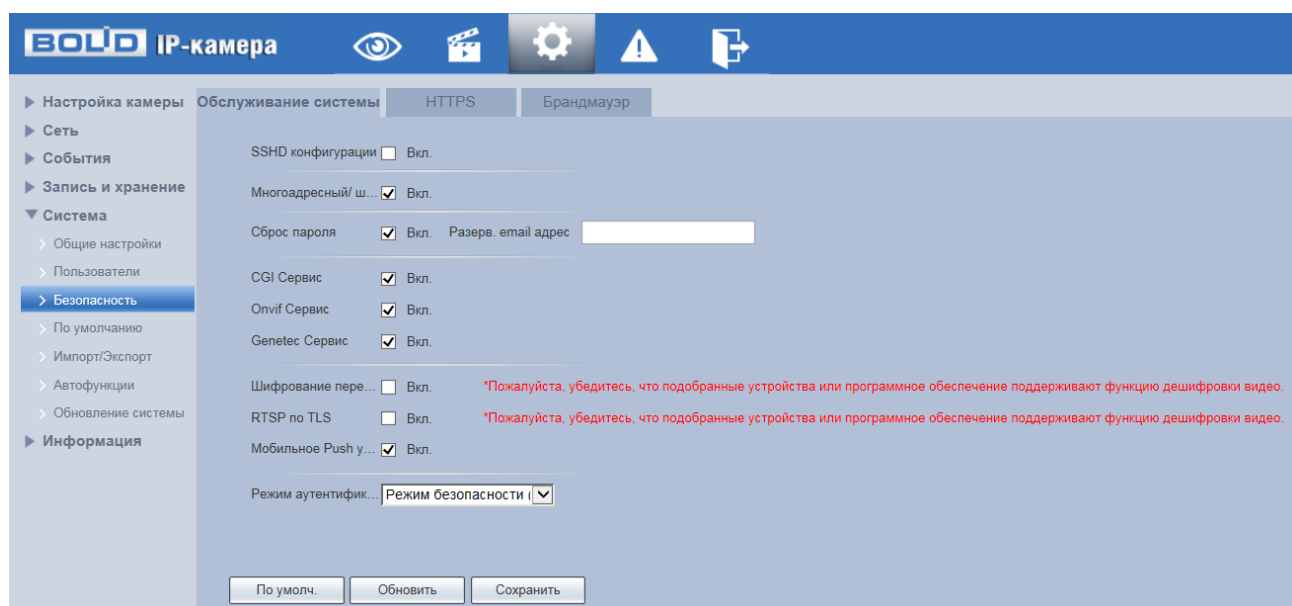 BOLID IP-камера
Настройка камеры
Сеть
События
Запись и хранение
Система
Общие настройки
Пользователи
Безопасность
По умолчанию
Импорт/Экспорт
Автофункции
Обновление системы
Информация
Обслуживание системы HTTPS Брандмауэр
SSHD конфигурации Вкл.
Многоадресный/ ш... Вкл.
Сброс пароля Вкл. Разерв. email адрес
CGI Сервис Вкл.
Onvif Сервис Вкл.
Genetec Сервис Вкл.
Шифрование пере... Вкл. *Пожалуйста, убедитесь, что подобранные устройства или программное обеспечение поддерживают функцию дешифровки видео.
RTSP по TLS Вкл. *Пожалуйста, убедитесь, что подобранные устройства или программное обеспечение поддерживают функцию дешифровки видео.
Мобильное Push у... Вкл.
Режим аутентифик... Режим безопасности (
По умолч. Обновить Сохранить